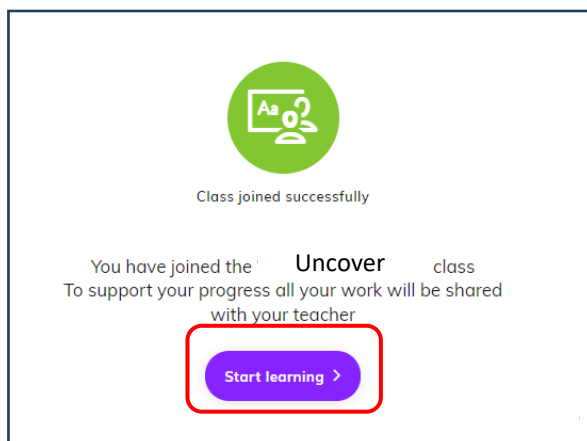 Aa
Class joined successfully
You have joined the ' Uncover class
To support your progress all your work will be shared
with your teacher
Start learning >